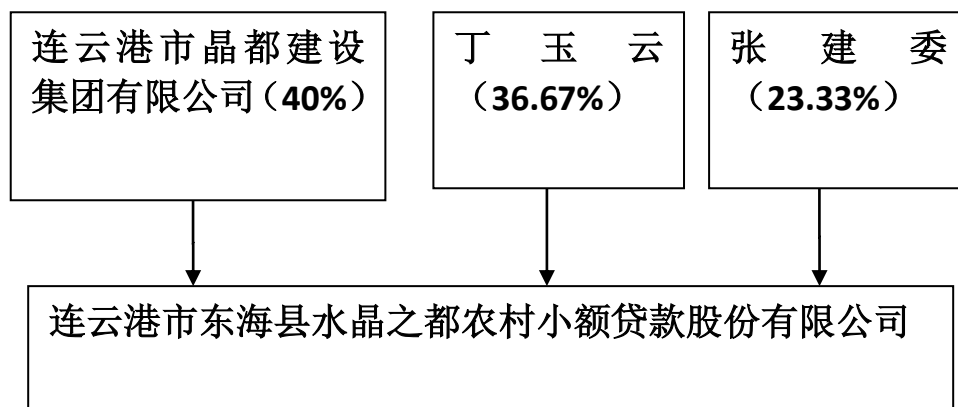 连云港市晶都建设
集团有限公司（40%）
丁玉云
（36.67%）
张建委
（23.33%）
连云港市东海县水晶之都农村小额贷款股份有限公司